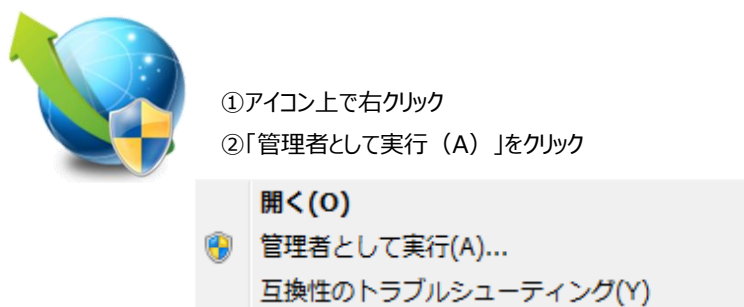 ①アイコン上で右クリック
②「管理者として実行（A）」をクリック
開く(O)
管理者として実行(A)...
互換性のトラブルシューティング(Y)